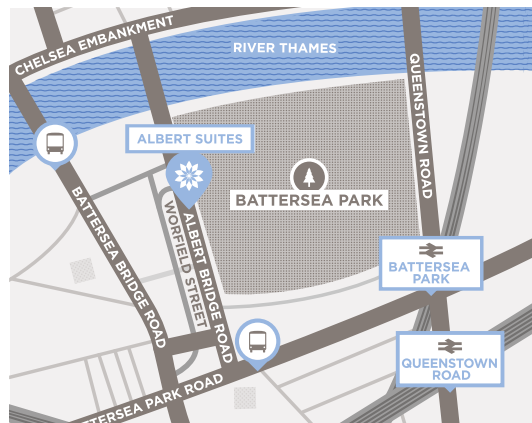 CHELSEA EMBANKMENT
RIVER THAMES
QUEENSTOWN ROAD
ALBERT SUITES
BATTERSEA PARK
BATTERSEA BRIDGE ROAD
WORFIELD STREET
ALBERT BRIDGE ROAD
BATTERSEA
PARK
QUEENSTOWN
ROAD
TTERSEA PARK ROAD